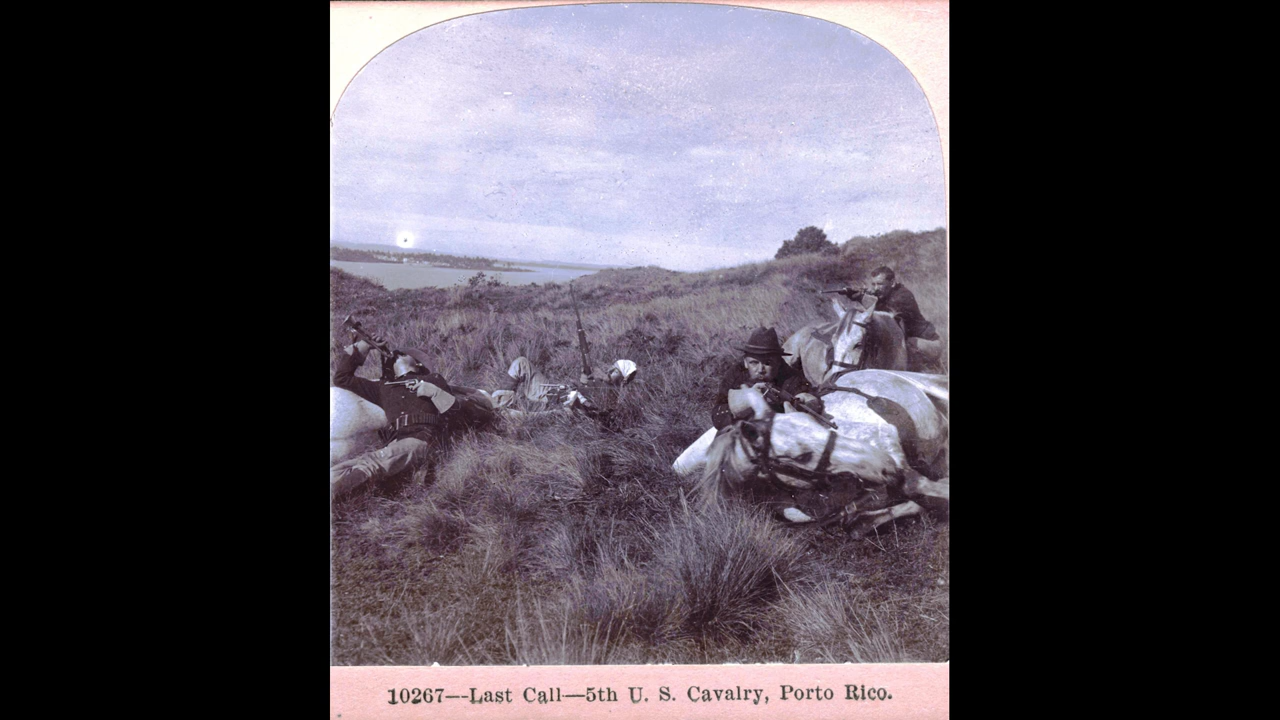 10267—Last Call—5th U. S. Cavalry, Porto Rico.